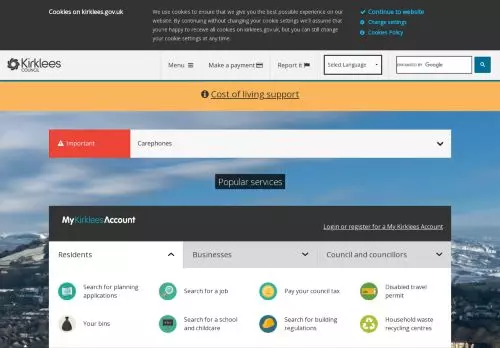 Cookies on kirklees.gov.uk
We use cookies to ensure that we give you the best possible experience on our
website. By continuing without changing your cookie settings we'll assume that
you're happy to receive all cookies on kirklees.gov.uk, but you can still change
your cookie settings at any time.
Continue to website
Change settings
Cookies Policy
Kirklees
COUNCIL
Menu
Make a payment
Report it
Select Language
ENHANCED BY Google
Cost of living support
Important
Carephones
Popular services
MyKirkleesAccount
Login or register for a My Kirklees Account
Residents
Businesses
Council and councillors
Search for planning
applications
Search for a job
Pay your council tax
Disabled travel
permit
Your bins
Search for a school
and childcare
Search for building
regulations
Household waste
recycling centres